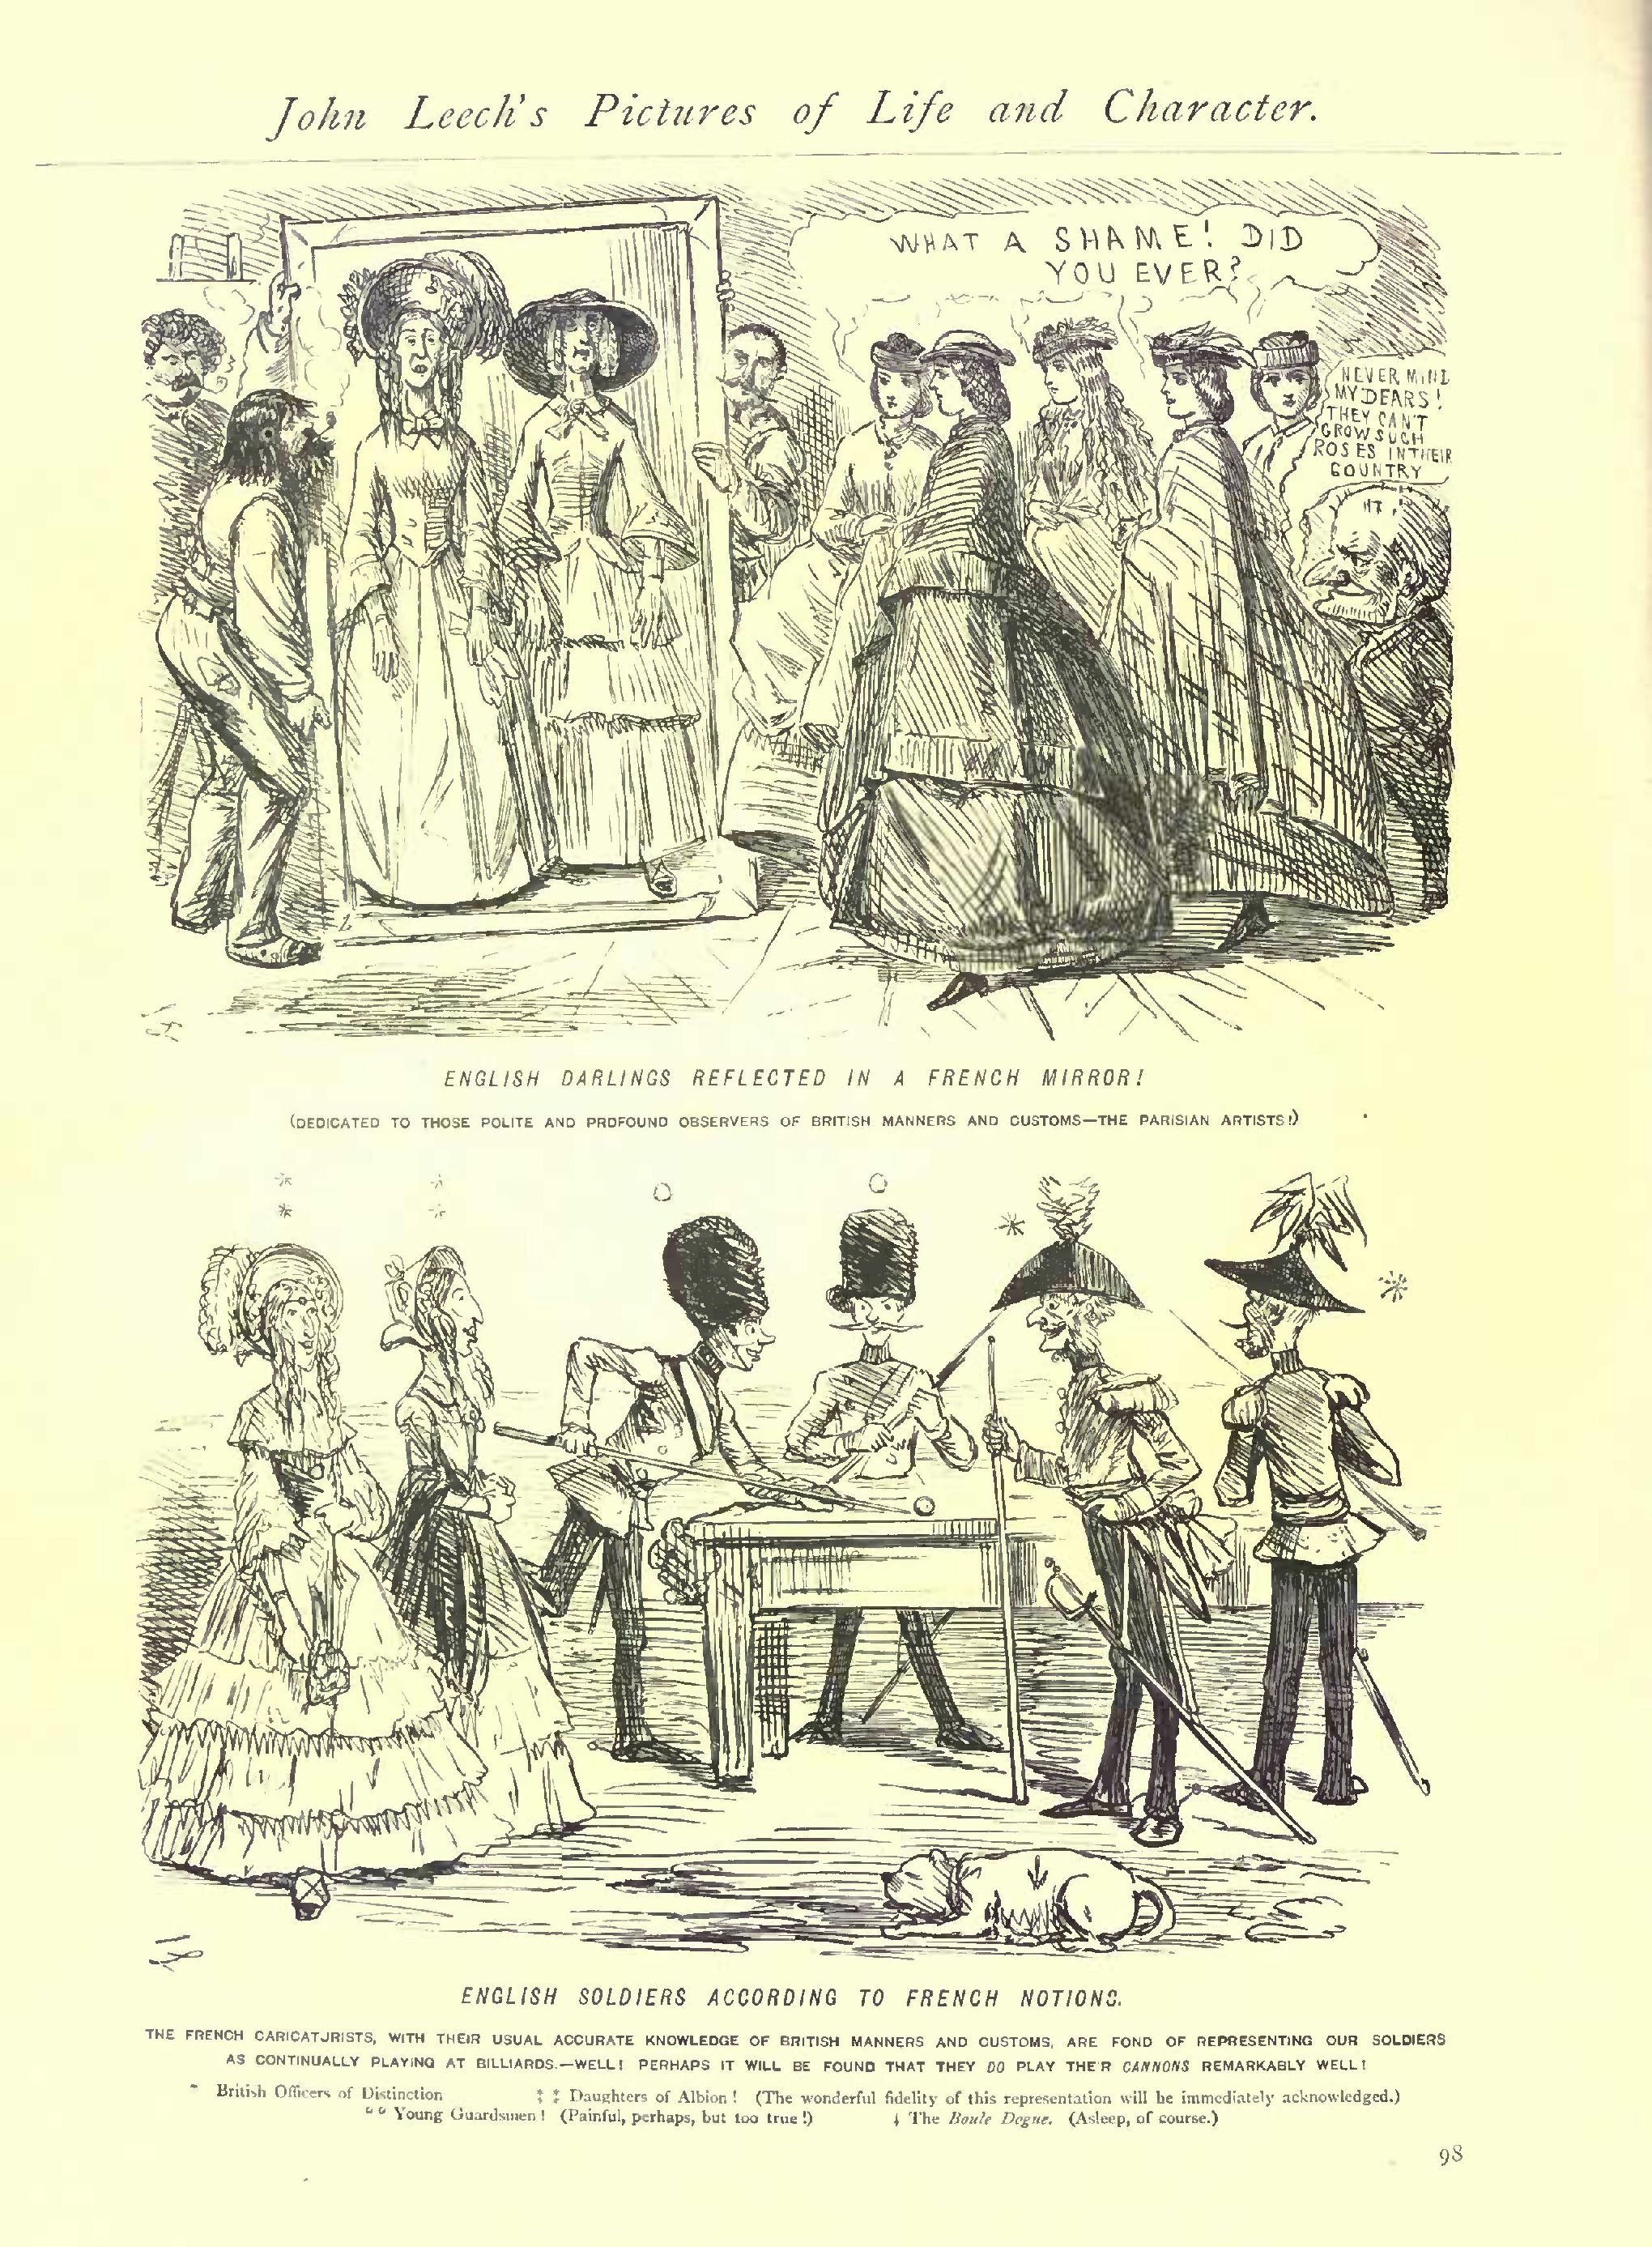 John Leech's Pictures of Life and Character.
WHAT A SHAME! DID
YOU EVER?
NEVER MIND
MY DEARS!
THEY CAN'T
GROW SUCH
ROSES IN THEIR
COUNTRY
ENGLISH DARLINGS REFLECTED IN A FRENCH MIRROR!
(DEDICATED TO THOSE POLITE AND PROFOUND OBSERVERS OF BRITISH MANNERS AND CUSTOMS—THE PARISIAN ARTISTS!)
ENGLISH SOLDIERS ACCORDING TO FRENCH NOTIONS.
THE FRENCH CARICATURISTS, WITH THEIR USUAL ACCURATE KNOWLEDGE OF BRITISH MANNERS AND CUSTOMS, ARE FOND OF REPRESENTING OUR SOLDIERS
AS CONTINUALLY PLAYING AT BILLIARDS.—WELL! PERHAPS IT WILL BE FOUND THAT THEY DO PLAY THEIR CANNONS REMARKABLY WELL!
* British Officers of Distinction ⁑ ⁑ Daughters of Albion! (The wonderful fidelity of this representation will be immediately acknowledged.)
o o Young Guardsmen! (Painful, perhaps, but too true!) ↓ The Boule Dogue. (Asleep, of course.)
98